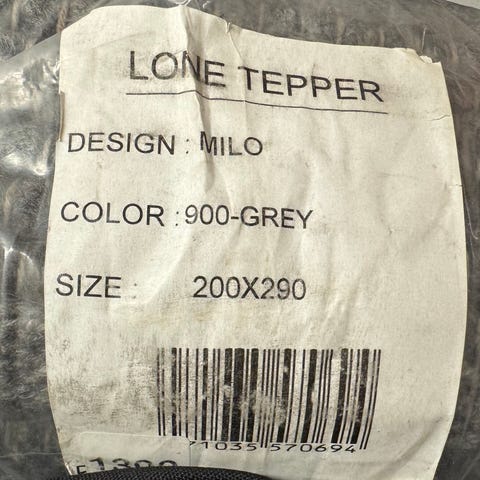 LONE TEPPER
DESIGN : MILO
COLOR : 900-GREY
SIZE : 200X290
71035 570694